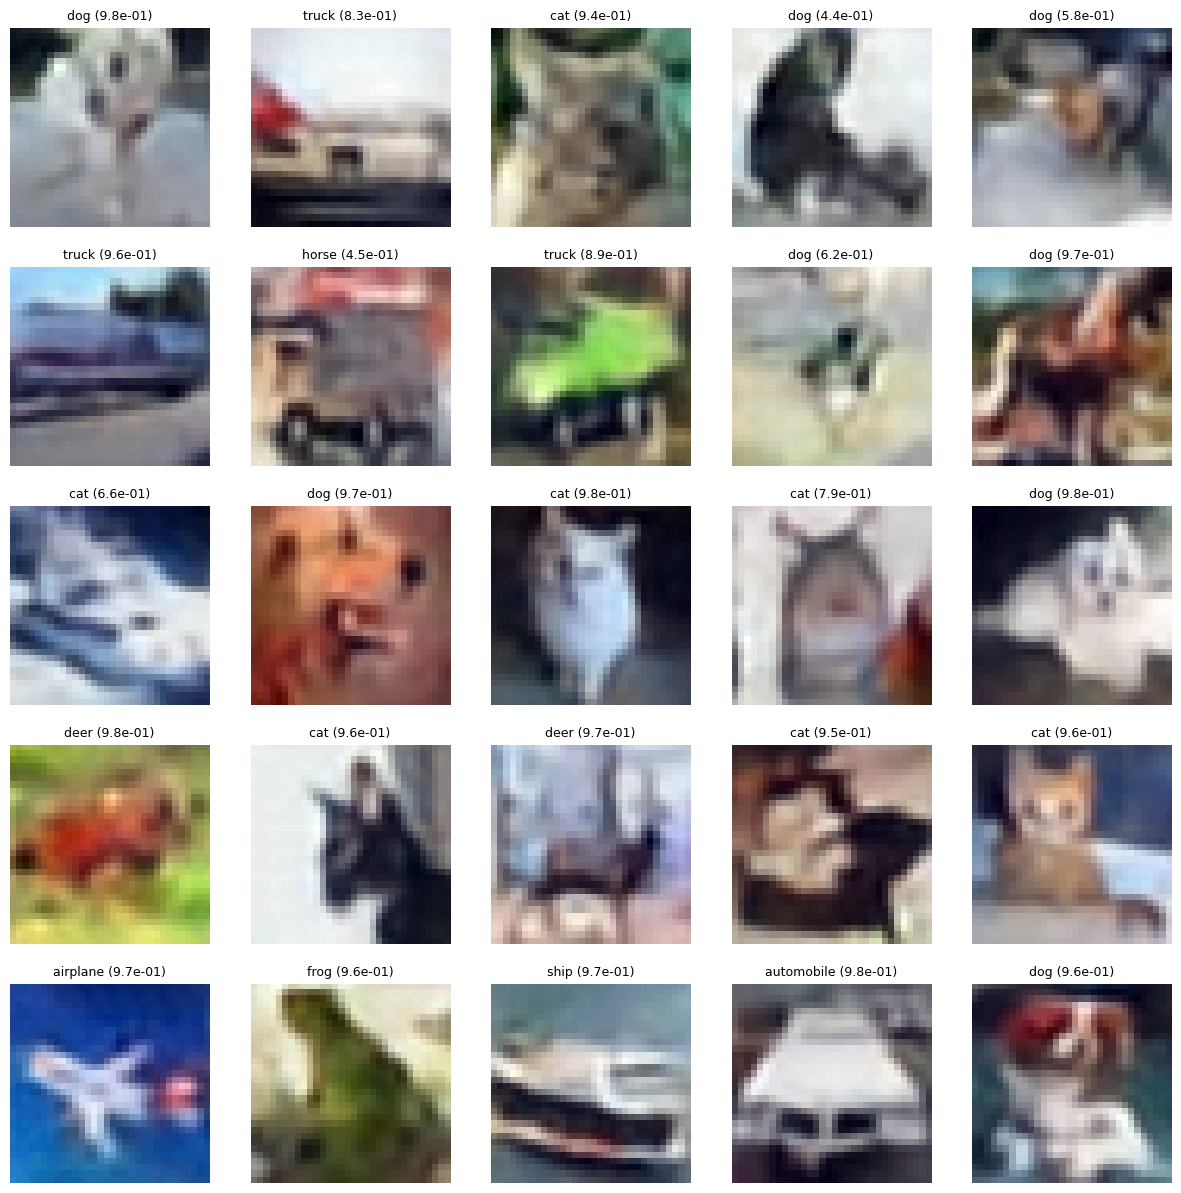 dog (9.8e-01) truck (8.3e-01) cat (9.4e-01) dog (4.4e-01) dog (5.8e-01)
truck (9.6e-01) horse (4.5e-01) truck (8.9e-01) dog (6.2e-01) dog (9.7e-01)
cat (6.6e-01) dog (9.7e-01) cat (9.8e-01) cat (7.9e-01) dog (9.8e-01)
deer (9.8e-01) cat (9.6e-01) deer (9.7e-01) cat (9.5e-01) cat (9.6e-01)
airplane (9.7e-01) frog (9.6e-01) ship (9.7e-01) automobile (9.8e-01) dog (9.6e-01)